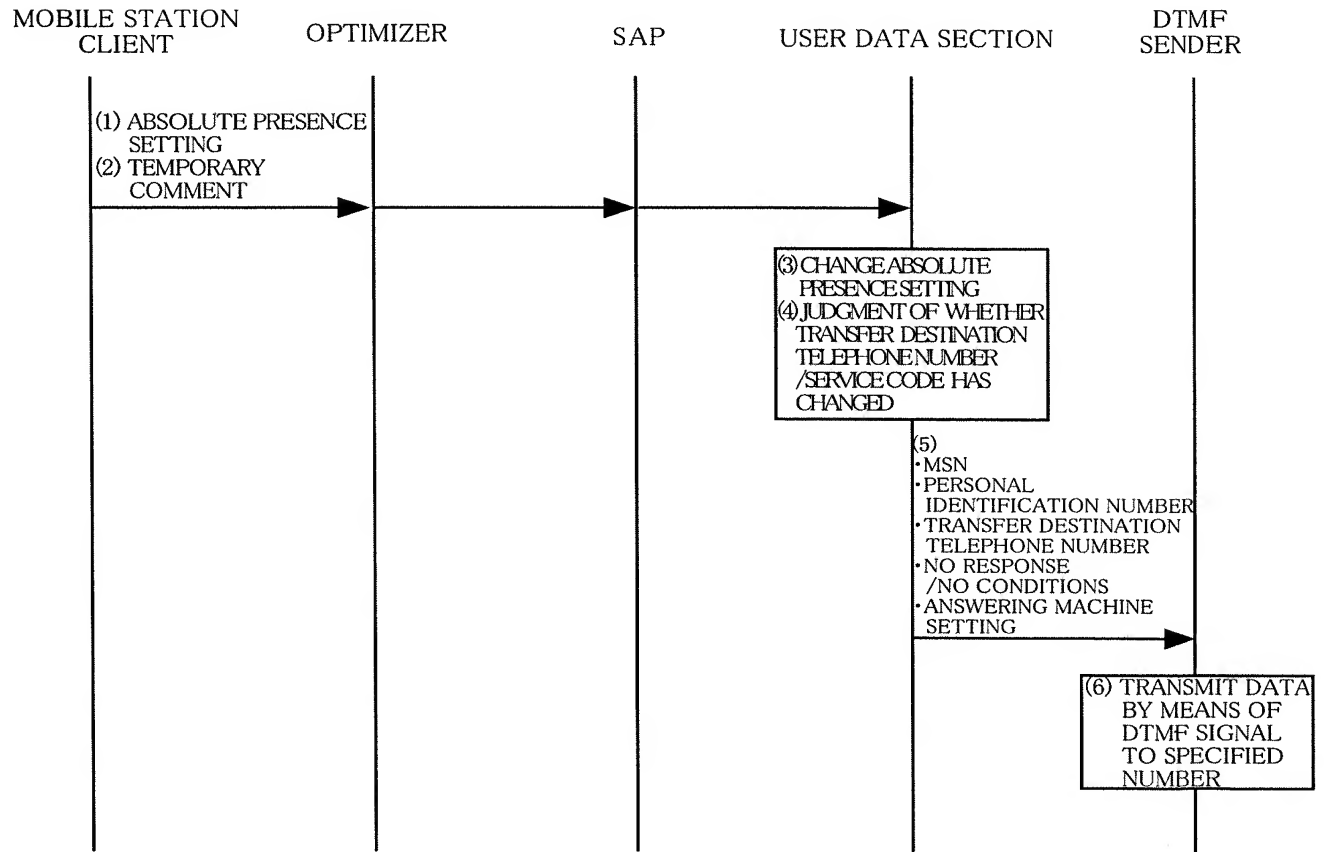 MOBILE STATION
CLIENT
OPTIMIZER
SAP
USER DATA SECTION
DTMF
SENDER
(1) ABSOLUTE PRESENCE
SETTING
(2) TEMPORARY
COMMENT
(3) CHANGE ABSOLUTE
PRESENCE SETTING
(4) JUDGMENT OF WHETHER
TRANSFER DESTINATION
TELEPHONE NUMBER
/SERVICE CODE HAS
CHANGED
(5)
・MSN
・PERSONAL
IDENTIFICATION NUMBER
・TRANSFER DESTINATION
TELEPHONE NUMBER
・NO RESPONSE
/NO CONDITIONS
・ANSWERING MACHINE
SETTING
(6) TRANSMIT DATA
BY MEANS OF
DTMF SIGNAL
TO SPECIFIED
NUMBER